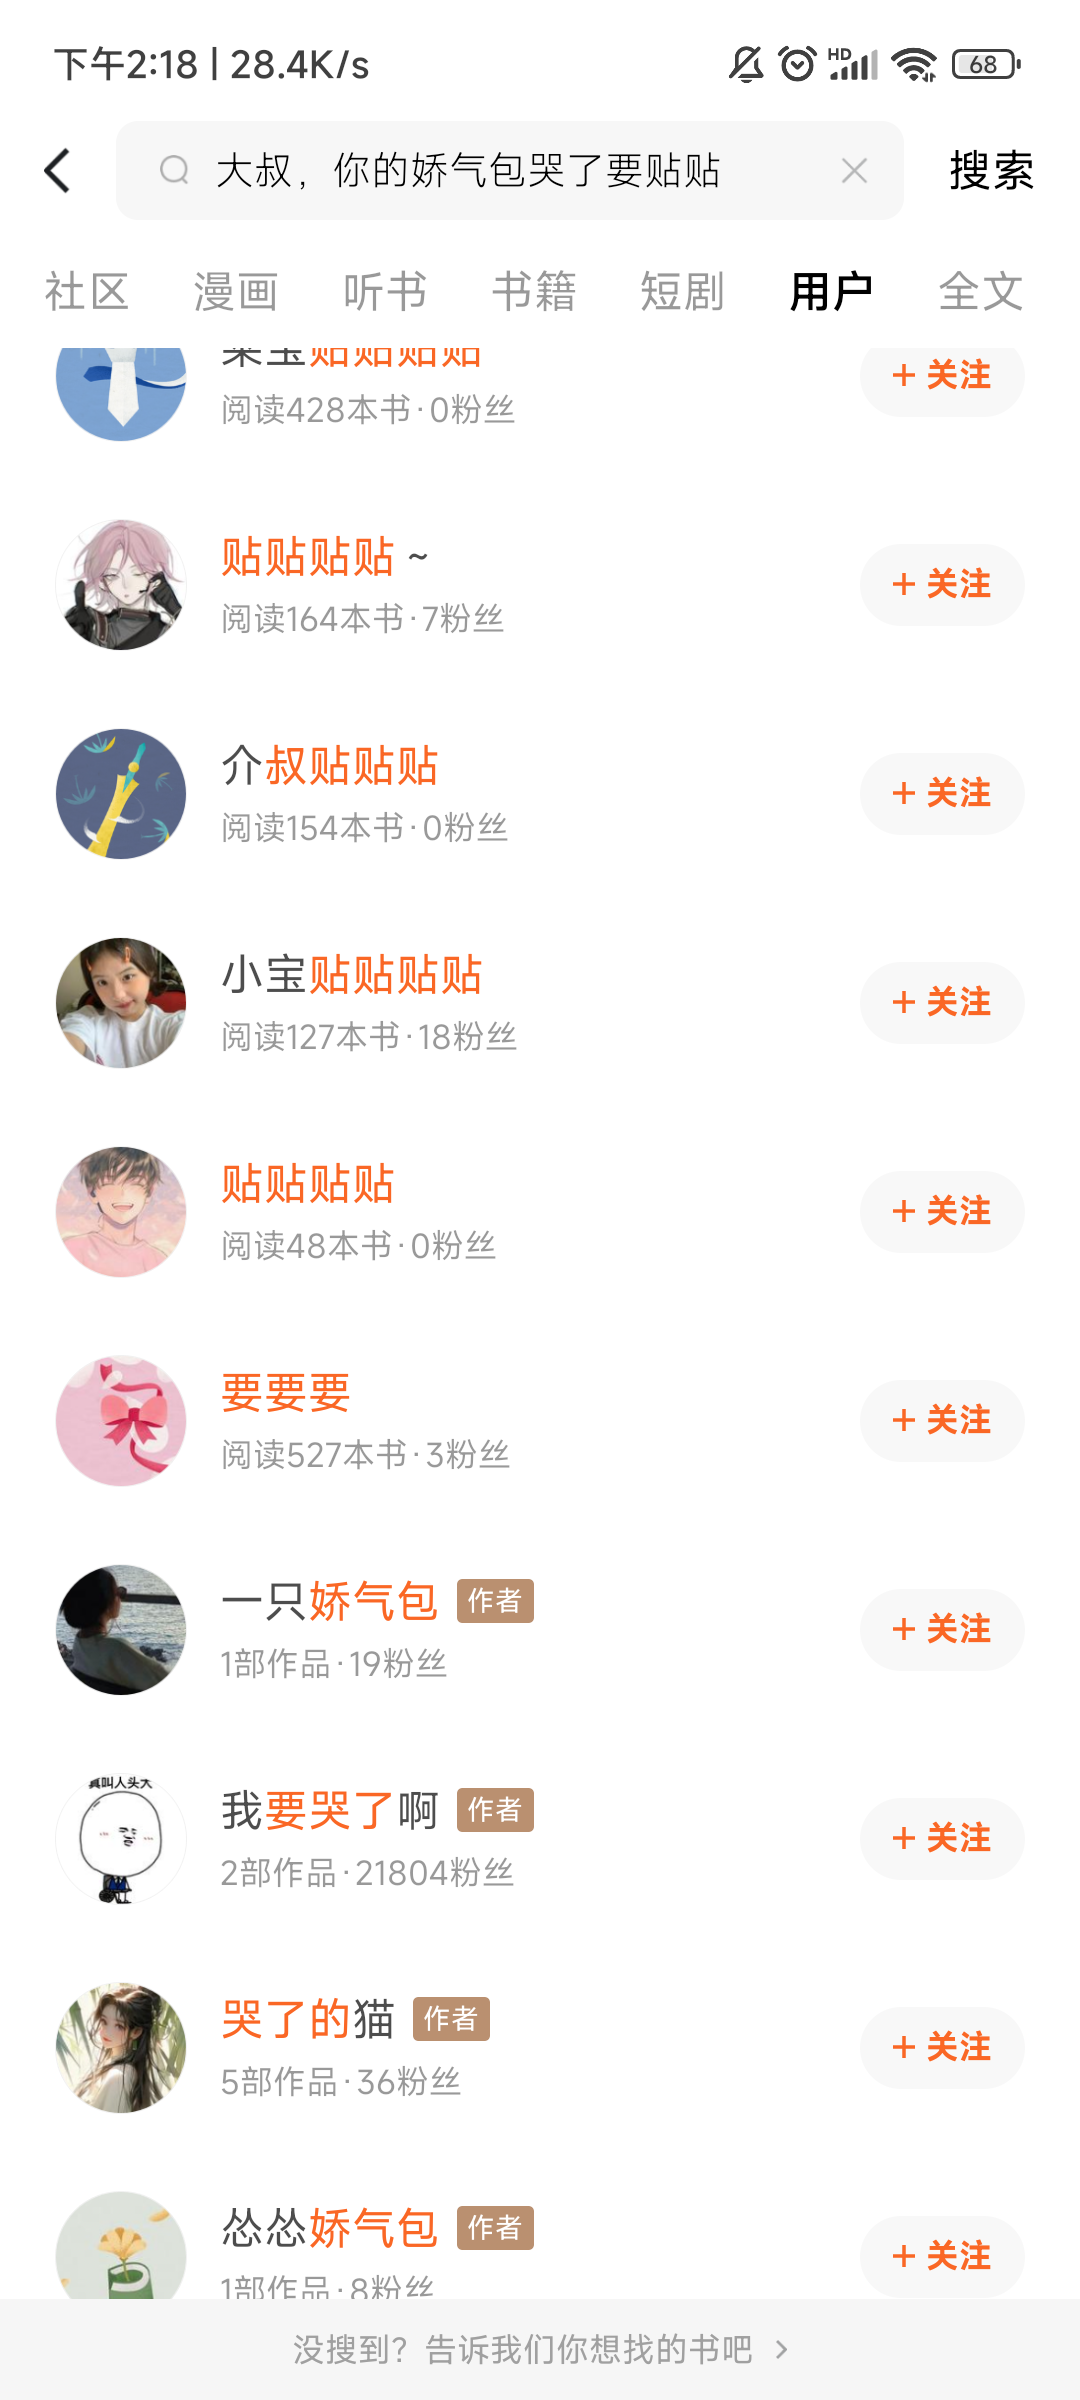 下午2:18 | 28.4K/s
HD
68
大叔，你的娇气包哭了要贴贴
搜索
社区 漫画 听书 书籍 短剧 用户 全文
宝贴贴贴贴
+ 关注
阅读428本书·0粉丝
贴贴贴贴 ~
+ 关注
阅读164本书·7粉丝
介叔贴贴贴
+ 关注
阅读154本书·0粉丝
小宝贴贴贴贴
+ 关注
阅读127本书·18粉丝
贴贴贴贴
+ 关注
阅读48本书·0粉丝
要要要
+ 关注
阅读527本书·3粉丝
一只娇气包 作者
+ 关注
1部作品·19粉丝
真叫人头大
我要哭了啊 作者
+ 关注
2部作品·21804粉丝
哭了的猫 作者
+ 关注
5部作品·36粉丝
怂怂娇气包 作者
+ 关注
1部作品·8粉丝
没搜到？告诉我们你想找的书吧 >